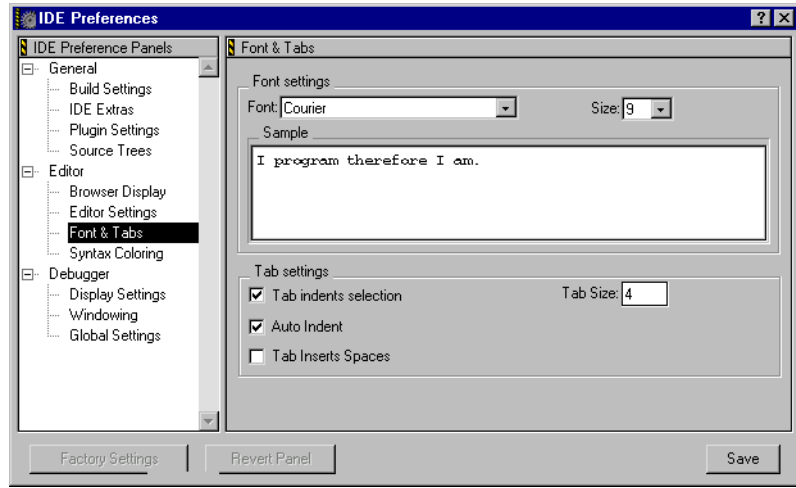 IDE Preferences
? X
IDE Preference Panels
General
Build Settings
IDE Extras
Plugin Settings
Source Trees
Editor
Browser Display
Editor Settings
Font & Tabs
Syntax Coloring
Debugger
Display Settings
Windowing
Global Settings
Font & Tabs
Font settings
Font: Courier
Size: 9
Sample
I program therefore I am.
Tab settings
Tab indents selection
Tab Size: 4
Auto Indent
Tab Inserts Spaces
Factory Settings
Revert Panel
Save